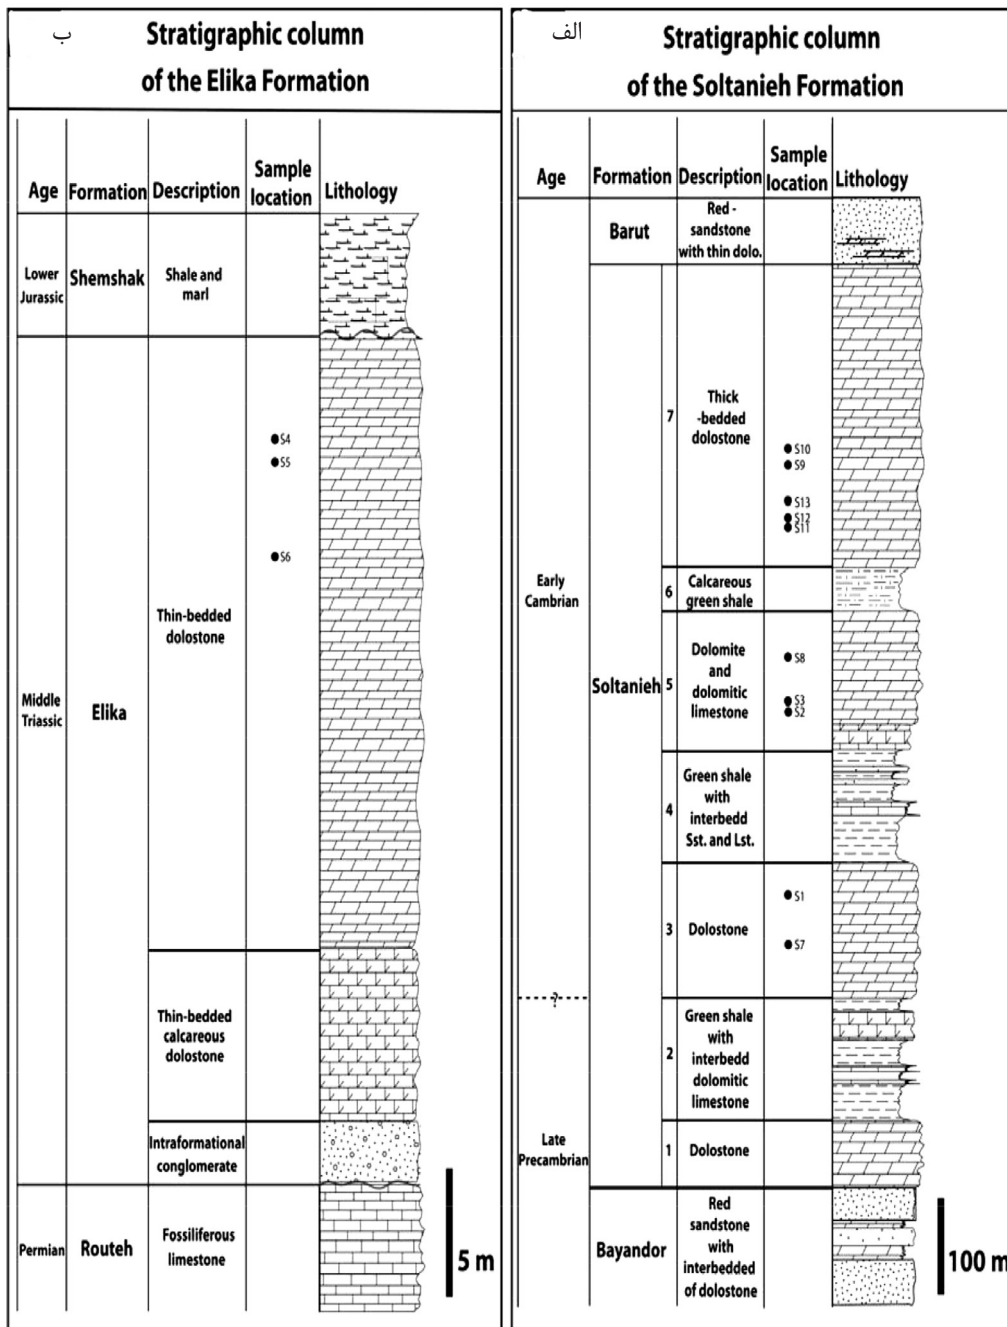 ب
Stratigraphic column
of the Elika Formation
Age
Formation
Description
Sample
location
Lithology
Lower
Jurassic
Shemshak
Shale and
marl
S4
S5
S6
Thin-bedded
dolostone
Middle
Triassic
Elika
Thin-bedded
calcareous
dolostone
Intraformational
conglomerate
Permian
Routeh
Fossiliferous
limestone
5 m
الف
Stratigraphic column
of the Soltanieh Formation
Age
Formation
Description
Sample
location
Lithology
Barut
Red -
sandstone
with thin dolo.
7
Thick
-bedded
dolostone
S10
S9
S13
S12
S11
Early
Cambrian
6
Calcareous
green shale
Soltanieh
5
Dolomite
and
dolomitic
limestone
S8
S3
S2
4
Green shale
with
interbedd
Sst. and Lst.
3
Dolostone
S1
S7
?
2
Green shale
with
interbedd
dolomitic
limestone
Late
Precambrian
1
Dolostone
Bayandor
Red
sandstone
with
interbedded
of dolostone
100 m